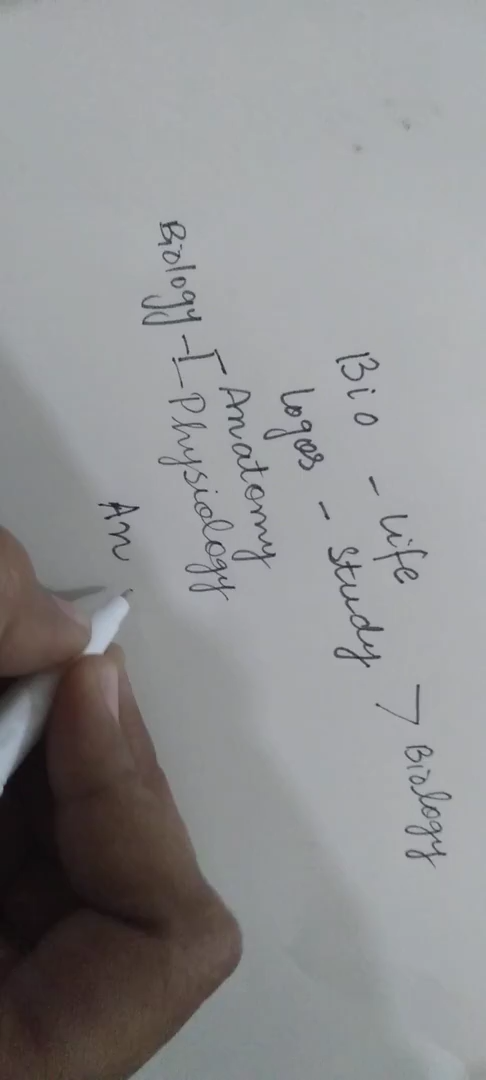 Bio - Life
Logos - Study > Biology
Biology - Anatomy
- Physiology
An